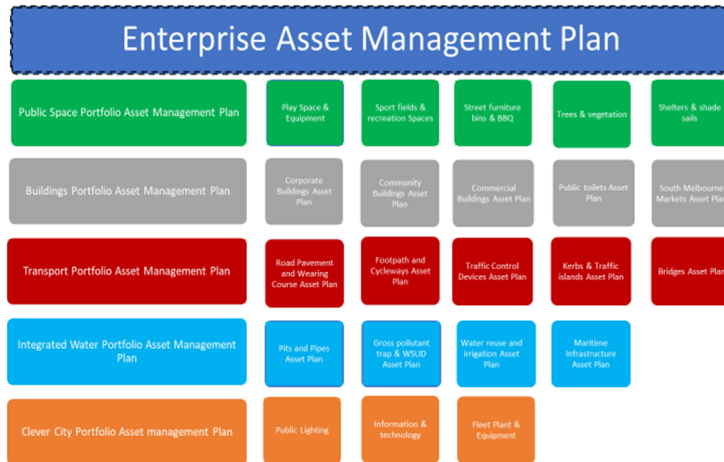 Enterprise Asset Management Plan
Public Space Portfolio Asset Management Plan
Play Space &
Equipment
Sport fields &
recreation Spaces
Street furniture
bins & BBQ
Trees & vegetation
Shelters & shade
sails
Buildings Portfolio Asset Management Plan
Corporate
Buildings Asset
Plan
Community
Buildings Asset
Plan
Commercial
Buildings Asset Plan
Public toilets Asset
Plan
South Melbourne
Markets Asset Plan
Transport Portfolio Asset Management Plan
Road Pavement
and Wearing
Course Asset Plan
Footpath and
Cycleways Asset
Plan
Traffic Control
Devices Asset Plan
Kerbs & Traffic
islands Asset Plan
Bridges Asset Plan
Integrated Water Portfolio Asset Management
Plan
Pits and Pipes
Asset Plan
Gross pollutant
trap & WSUD
Asset Plan
Water reuse and
irrigation Asset
Plan
Maritime
Infrastructure
Asset Plan
Clever City Portfolio Asset management Plan
Public Lighting
Information &
technology
Fleet Plant &
Equipment